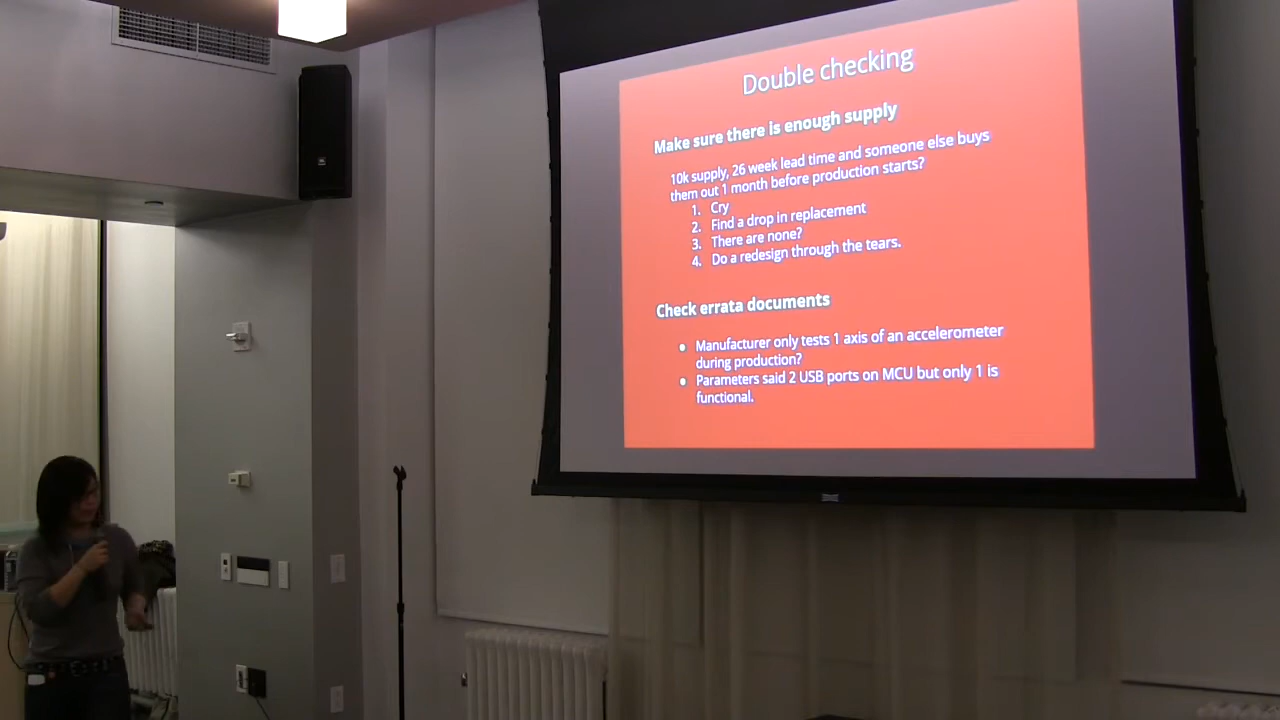 Double checking
Make sure there is enough supply
10k supply, 26 week lead time and someone else buys
them out 1 month before production starts?
1. Cry
2. Find a drop in replacement
3. There are none?
4. Do a redesign through the tears.
Check errata documents
● Manufacturer only tests 1 axis of an accelerometer
during production?
● Parameters said 2 USB ports on MCU but only 1 is
functional.